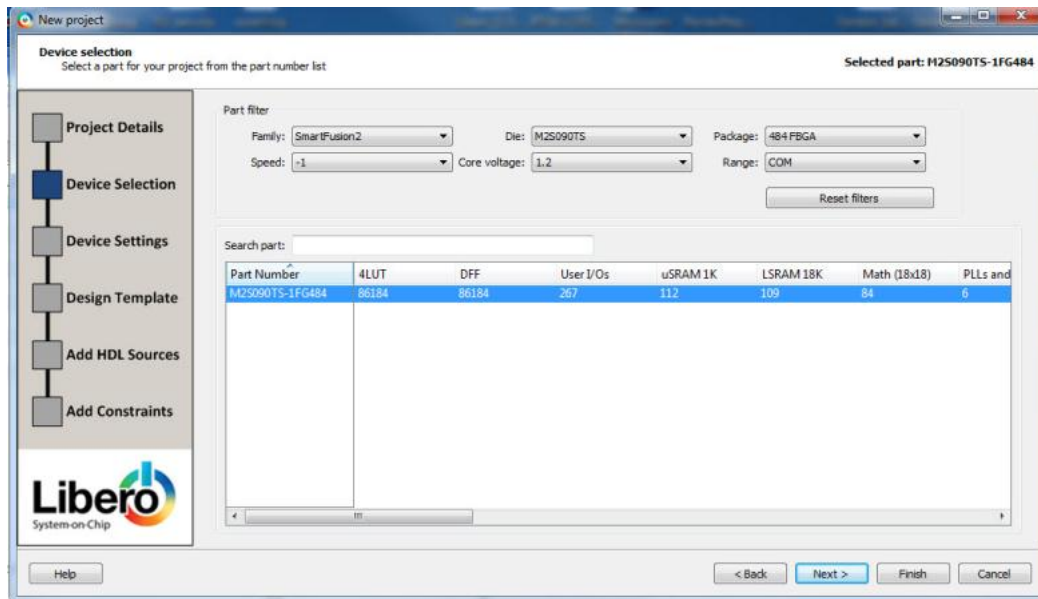 New project
Device selection
Select a part for your project from the part number list
Selected part: M2S090TS-1FG484
Project Details
Device Selection
Device Settings
Design Template
Add HDL Sources
Add Constraints
Libero
System-on-Chip
Part filter
Family: SmartFusion2 Die: M2S090TS Package: 484 FBGA
Speed: -1 Core voltage: 1.2 Range: COM
Reset filters
Search part:
Part Number 4LUT DFF User I/Os uSRAM 1K LSRAM 18K Math (18x18) PLLs and
M2S090TS-1FG484 86184 86184 267 112 109 84 6
Help < Back Next > Finish Cancel